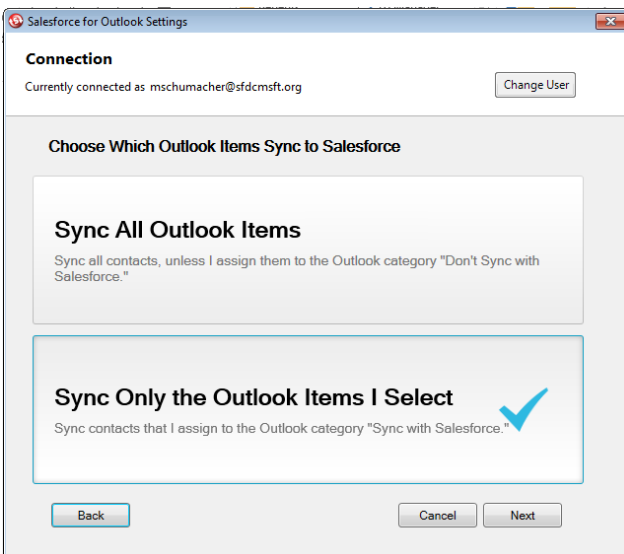 Salesforce for Outlook Settings
Connection
Currently connected as mschumacher@sfdcmsft.org
Change User
Choose Which Outlook Items Sync to Salesforce
Sync All Outlook Items
Sync all contacts, unless I assign them to the Outlook category "Don't Sync with
Salesforce."
Sync Only the Outlook Items I Select
Sync contacts that I assign to the Outlook category "Sync with Salesforce."
Back
Cancel
Next